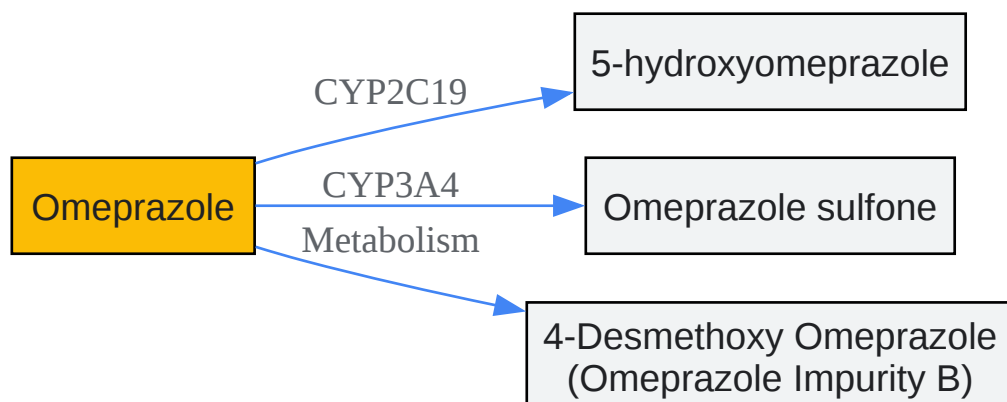 5-hydroxyomeprazole
CYP2C19
CYP3A4
Omeprazole
Omeprazole sulfone
Metabolism
4-Desmethoxy Omeprazole
(Omeprazole Impurity B)